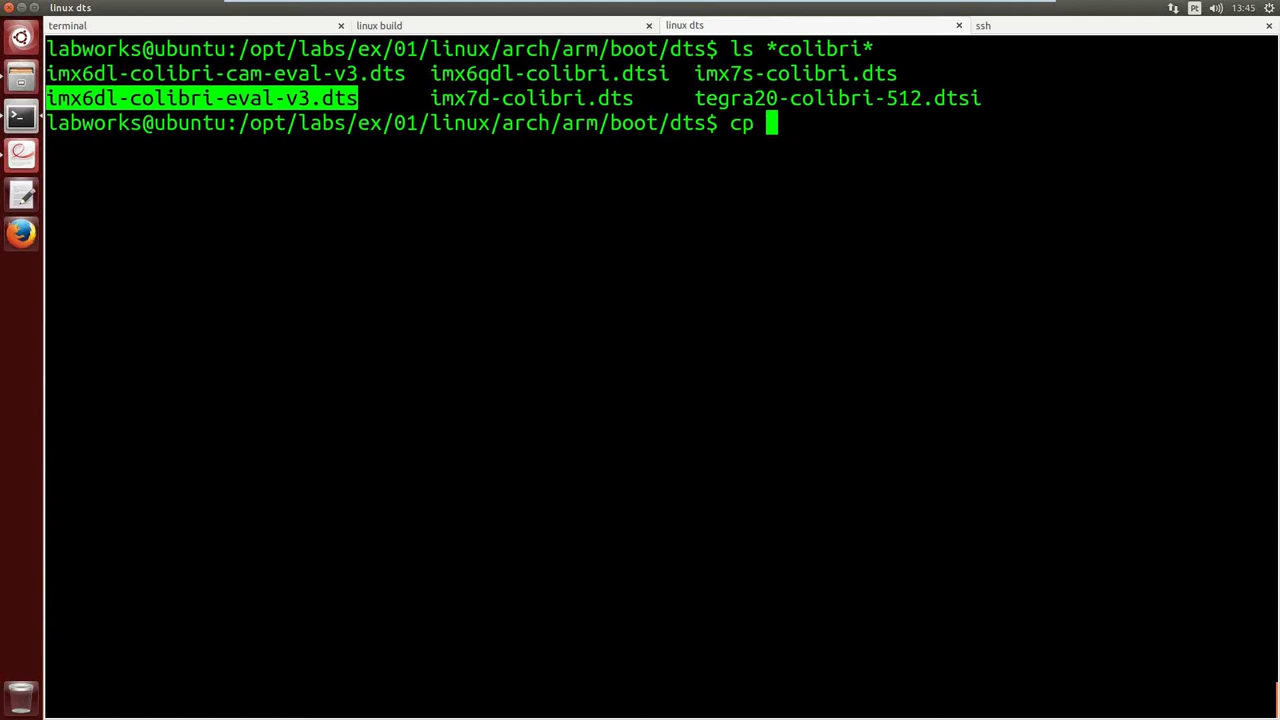 linux dts
Pt
13:45
terminal
linux build
linux dts
ssh
labworks@ubuntu:/opt/labs/ex/01/linux/arch/arm/boot/dts$ ls *colibri*
imx6dl-colibri-cam-eval-v3.dts imx6qdl-colibri.dtsi imx7s-colibri.dts
imx6dl-colibri-eval-v3.dts imx7d-colibri.dts tegra20-colibri-512.dtsi
labworks@ubuntu:/opt/labs/ex/01/linux/arch/arm/boot/dts$ cp